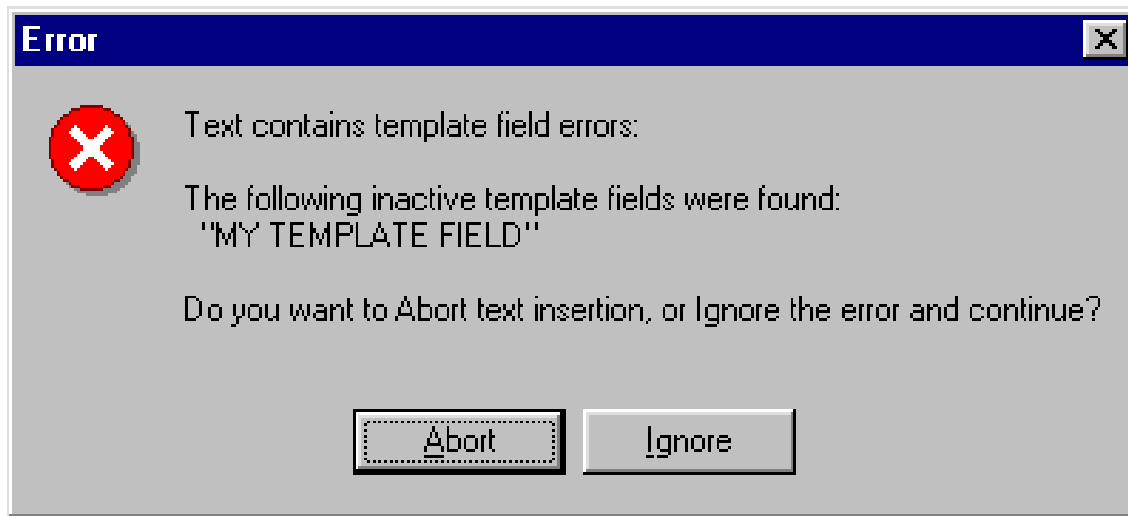 Error
Text contains template field errors:
The following inactive template fields were found:
"MY TEMPLATE FIELD"
Do you want to Abort text insertion, or Ignore the error and continue?
Abort
Ignore